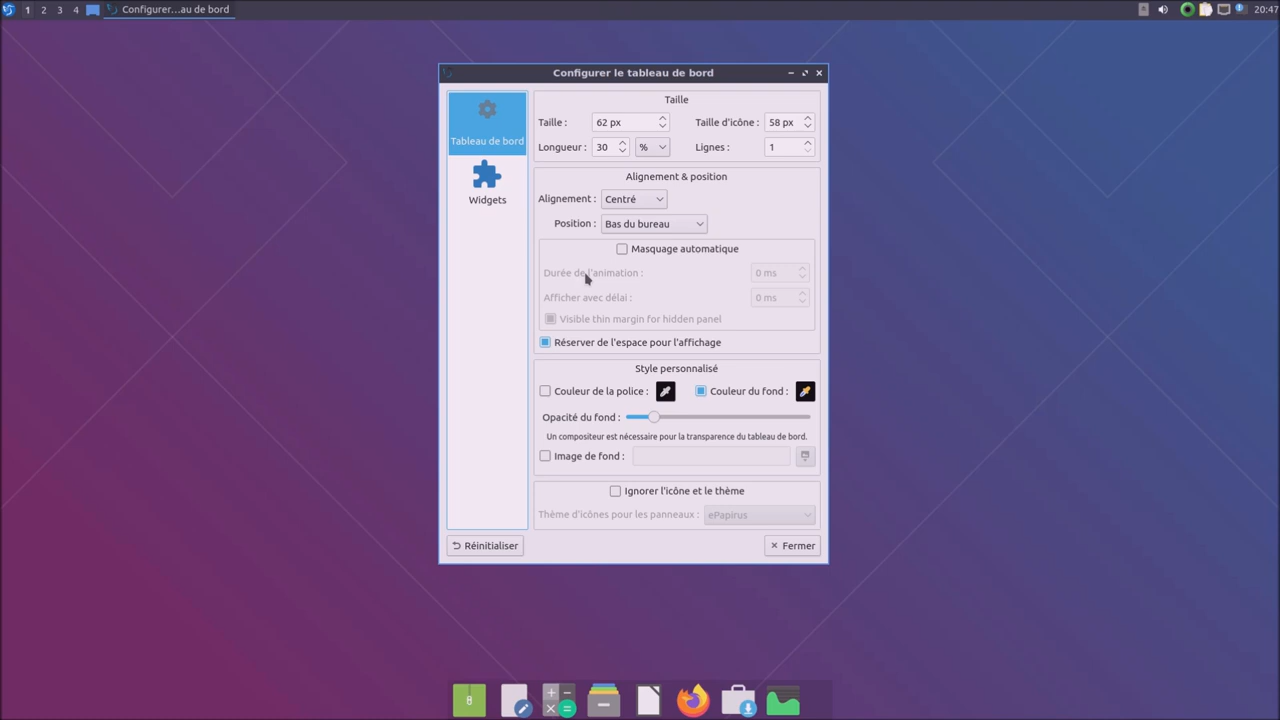 1 2 3 4 Configurer...au de bord 20:47
Configurer le tableau de bord
Tableau de bord
Widgets
Taille
Taille : 62 px Taille d'icône : 58 px
Longueur : 30 % Lignes : 1
Alignement & position
Alignement : Centré
Position : Bas du bureau
Masquage automatique
Durée de l'animation : 0 ms
Afficher avec délai : 0 ms
Visible thin margin for hidden panel
Réserver de l'espace pour l'affichage
Style personnalisé
Couleur de la police : Couleur du fond :
Opacité du fond :
Un compositeur est nécessaire pour la transparence du tableau de bord.
Image de fond :
Ignorer l'icône et le thème
Thème d'icônes pour les panneaux : ePapirus
Réinitialiser Fermer